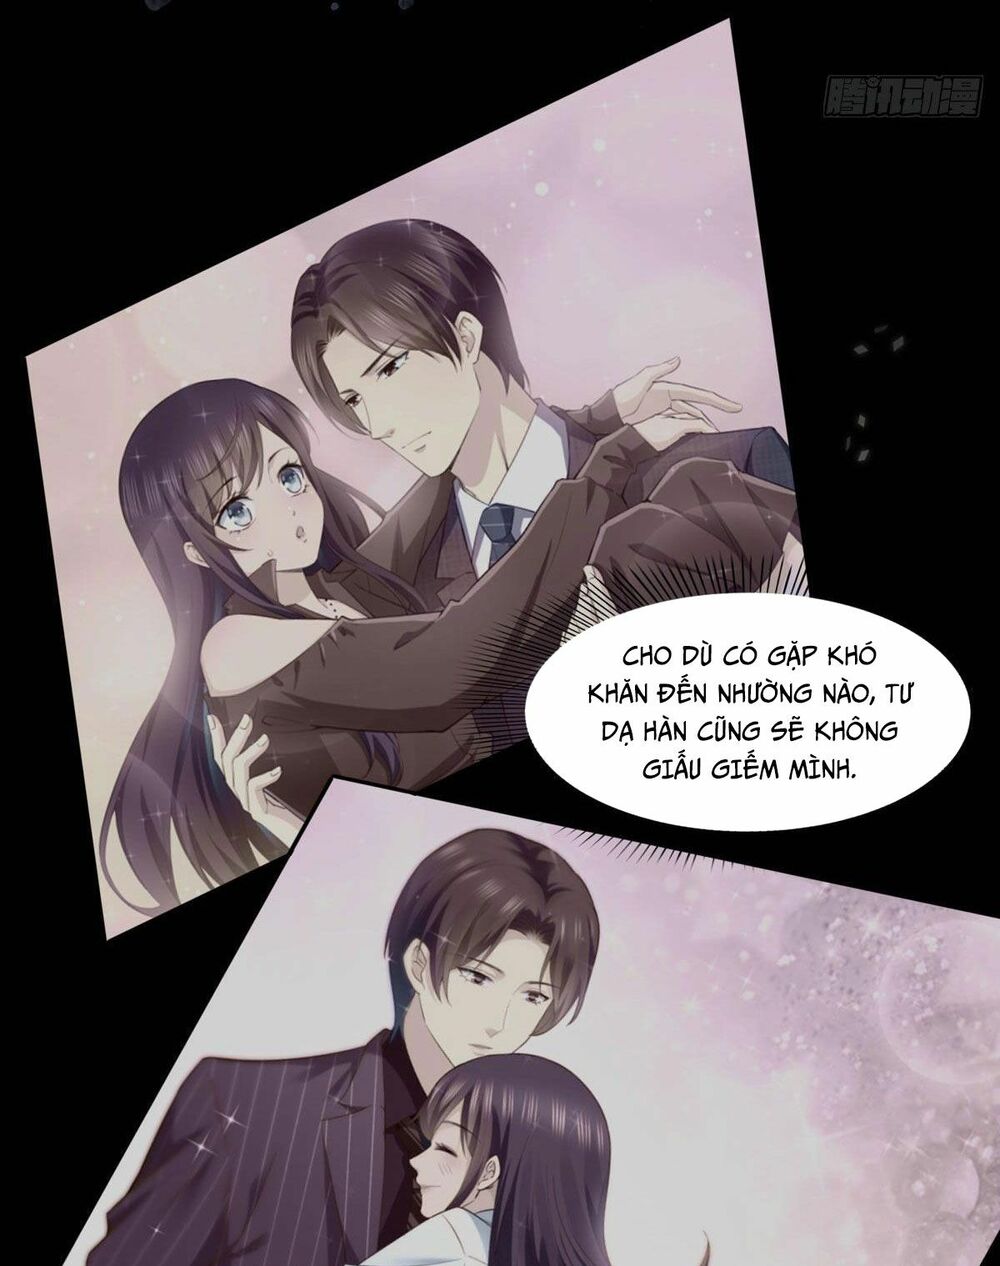 腾讯动漫
CHO DÙ CÓ GẶP KHÓ
KHĂN ĐẾN NHƯỜNG NÀO, TƯ
DẠ HÀN CŨNG SẼ KHÔNG
GIẤU GIẾM MÌNH.